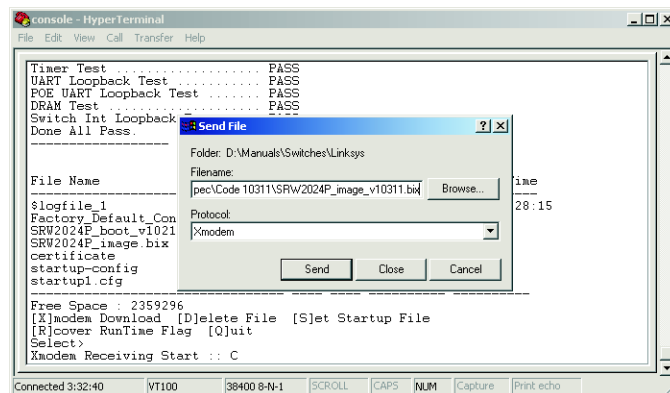 console - HyperTerminal
File Edit View Call Transfer Help
Timer Test ................... PASS
UART Loopback Test ........... PASS
POE UART Loopback Test ....... PASS
DRAM Test .................... PASS
Switch Int Loopback
Done All Pass.
Send File
Folder: D:\Manuals\Switches\Linksys
Filename:
pec\Code 10311\SRW2024P_image_v10311.bix Browse...
Protocol:
Xmodem
Send Close Cancel
File Name
$logfile_1 28:15
Factory_Default_Con
SRW2024P_boot_v1021
SRW2024P_image.bix
certificate
startup-config
startup1.cfg
Free Space : 2359296
[X]modem Download [D]elete File [S]et Startup File
[R]cover RunTime Flag [Q]uit
Select>
Xmodem Receiving Start :: C
Connected 3:32:40 VT100 38400 8-N-1 SCROLL CAPS NUM Capture Print echo